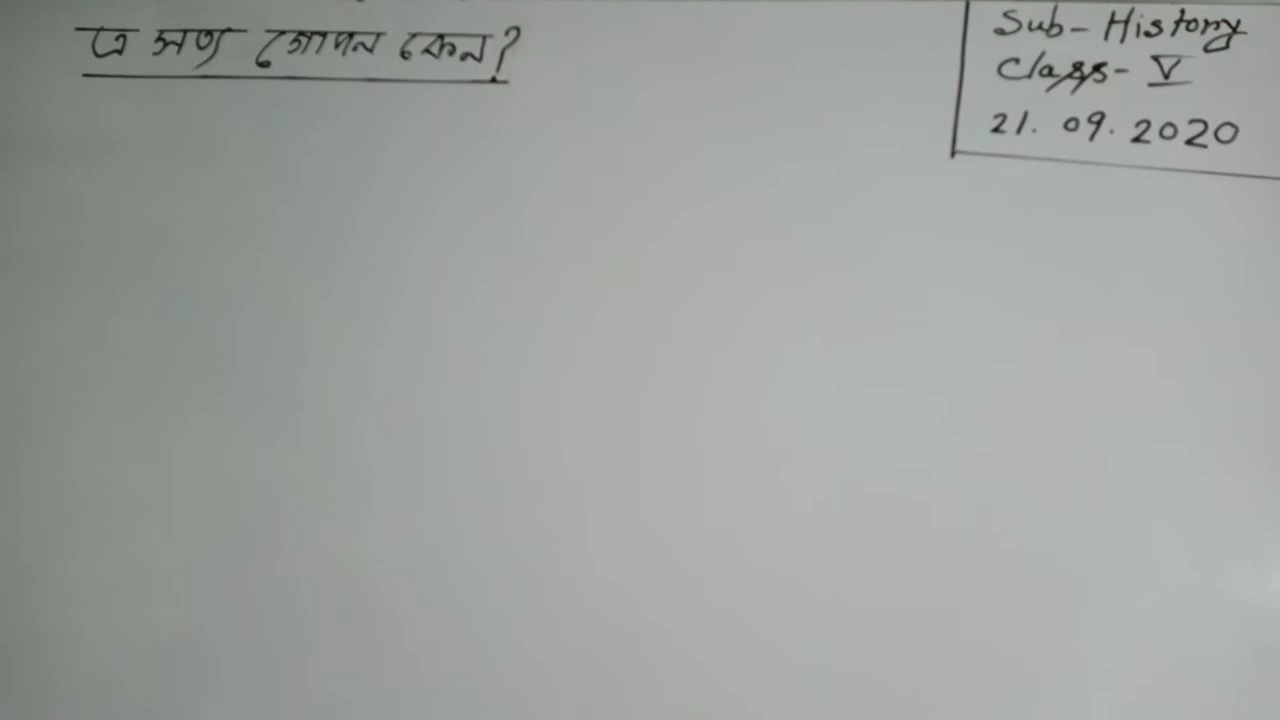 এ সত্য গোপন কেন?
Sub- History
Class- V
21. 09. 2020